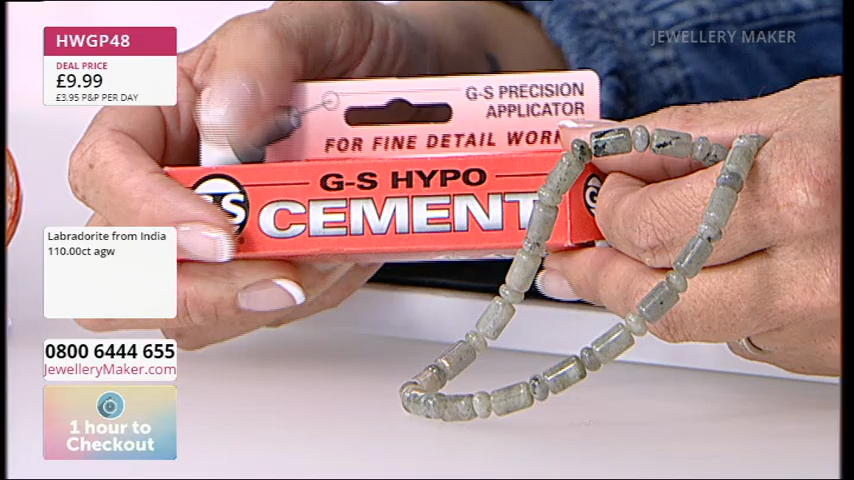 HWGP48
DEAL PRICE
£9.99
£3.95 P&P PER DAY
JEWELLERY MAKER
G-S PRECISION
APPLICATOR
FOR FINE DETAIL WORK
G-S HYPO
CEMENT
GS
Labradorite from India
110.00ct agw
0800 6444 655
JewelleryMaker.com
1 hour to
Checkout